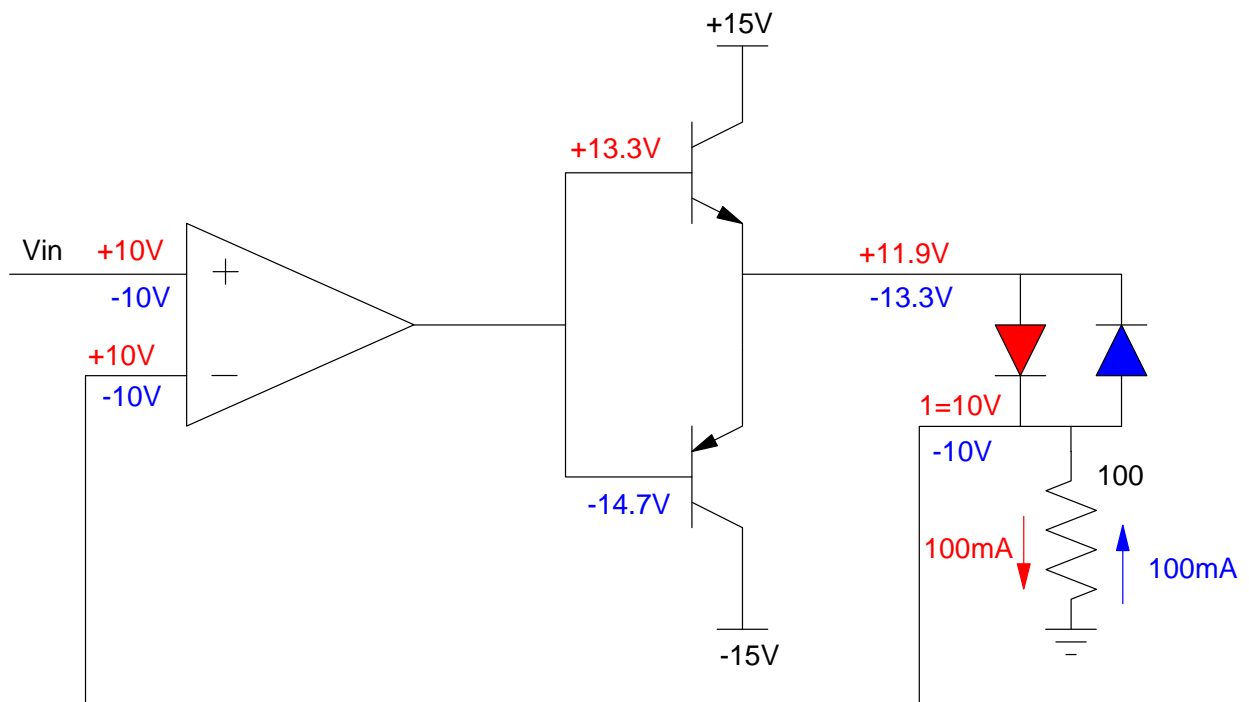 +15V
+13.3V
Vin
+10V
-10V
+
+11.9V
-13.3V
+10V
-10V
−
1=10V
-10V
100
-14.7V
100mA
100mA
-15V